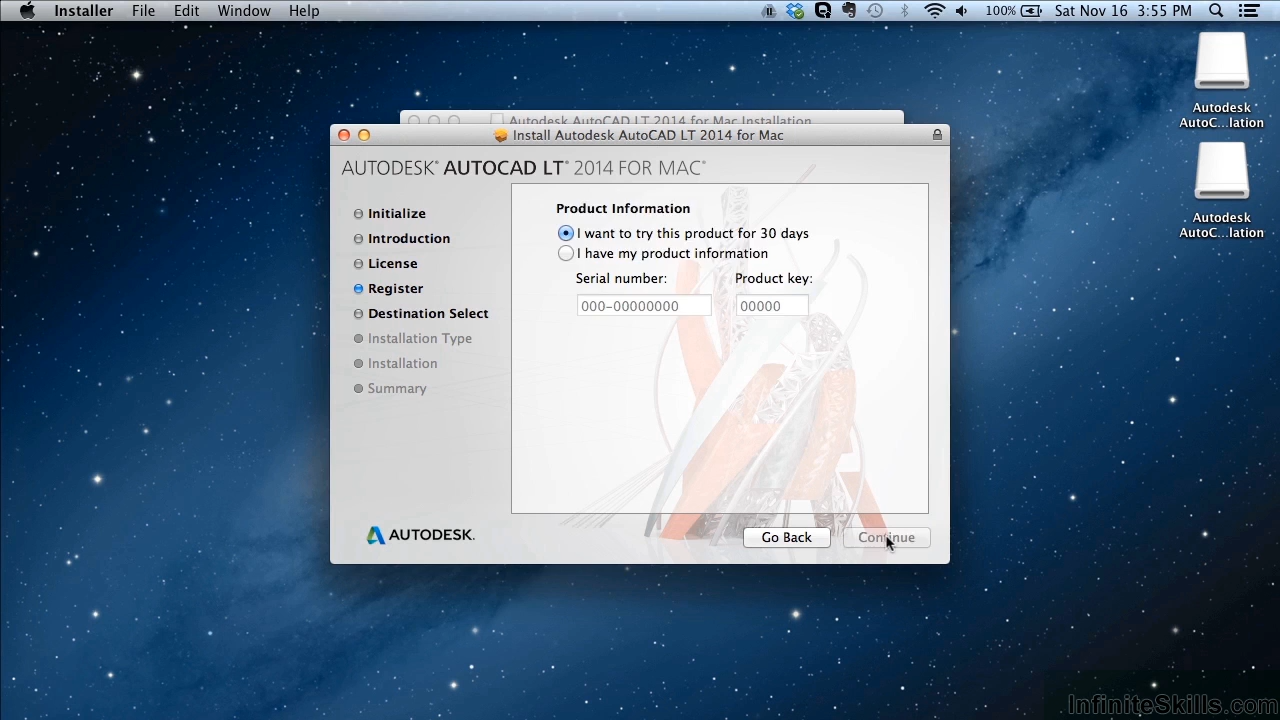 Installer File Edit Window Help 100% Sat Nov 16 3:55 PM
Autodesk
AutoC...lation
Autodesk
AutoC...lation
Autodesk AutoCAD LT 2014 for Mac Installation
Install Autodesk AutoCAD LT 2014 for Mac
AUTODESK® AUTOCAD LT® 2014 FOR MAC®
Initialize
Introduction
License
Register
Destination Select
Installation Type
Installation
Summary
Product Information
I want to try this product for 30 days
I have my product information
Serial number: Product key:
000-00000000 00000
AUTODESK.
Go Back Continue
InfiniteSkills.com